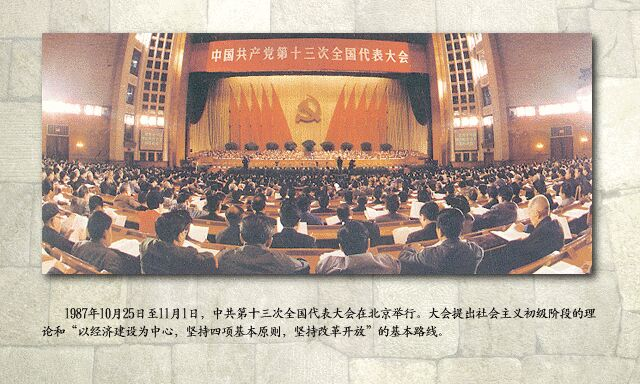 中国共产党第十三次全国代表大会
1987年10月25日至11月1日，中共第十三次全国代表大会在北京举行。大会提出社会主义初级阶段的理
论和“以经济建设为中心，坚持四项基本原则，坚持改革开放”的基本路线。